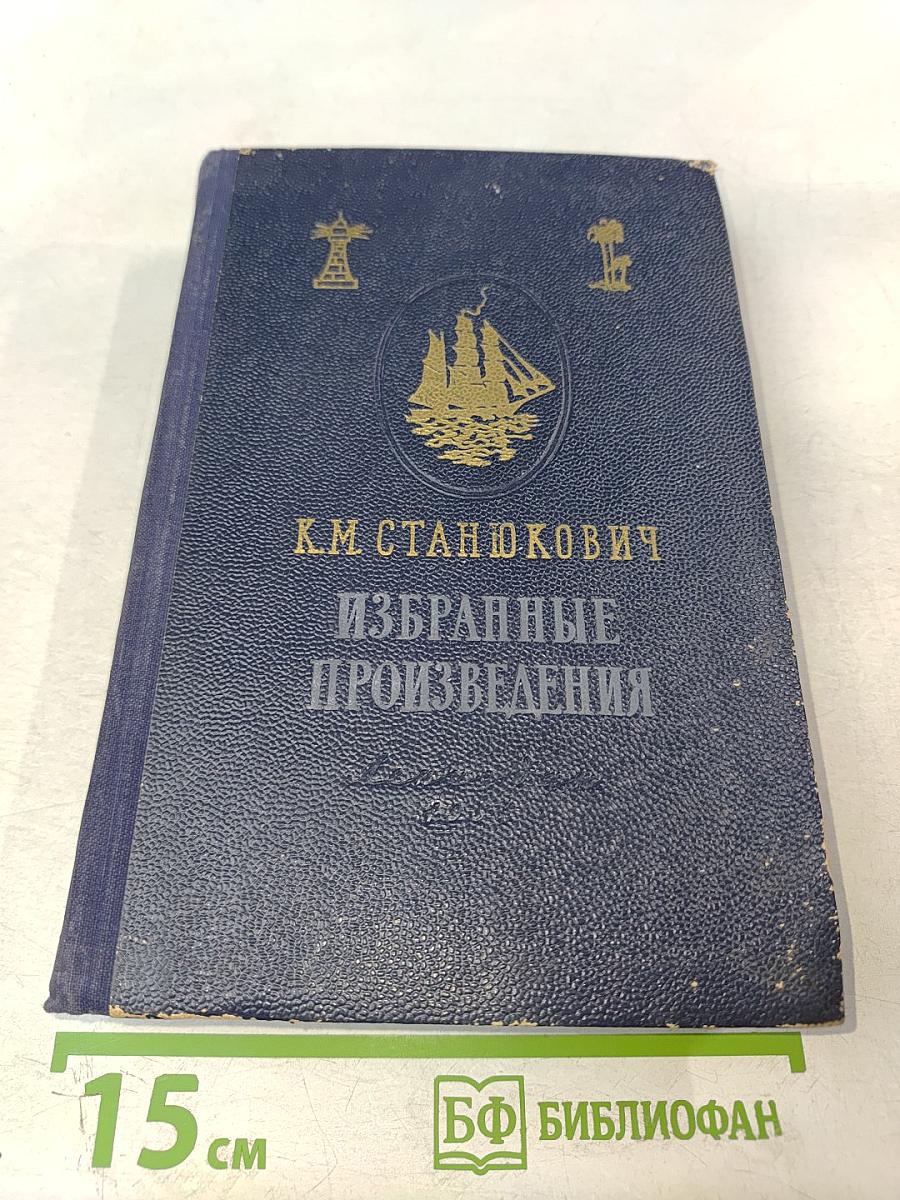 К.М. СТАНЮКОВИЧ
ИЗБРАННЫЕ
ПРОИЗВЕДЕНИЯ
15 см
БФ БИБЛИОФАН